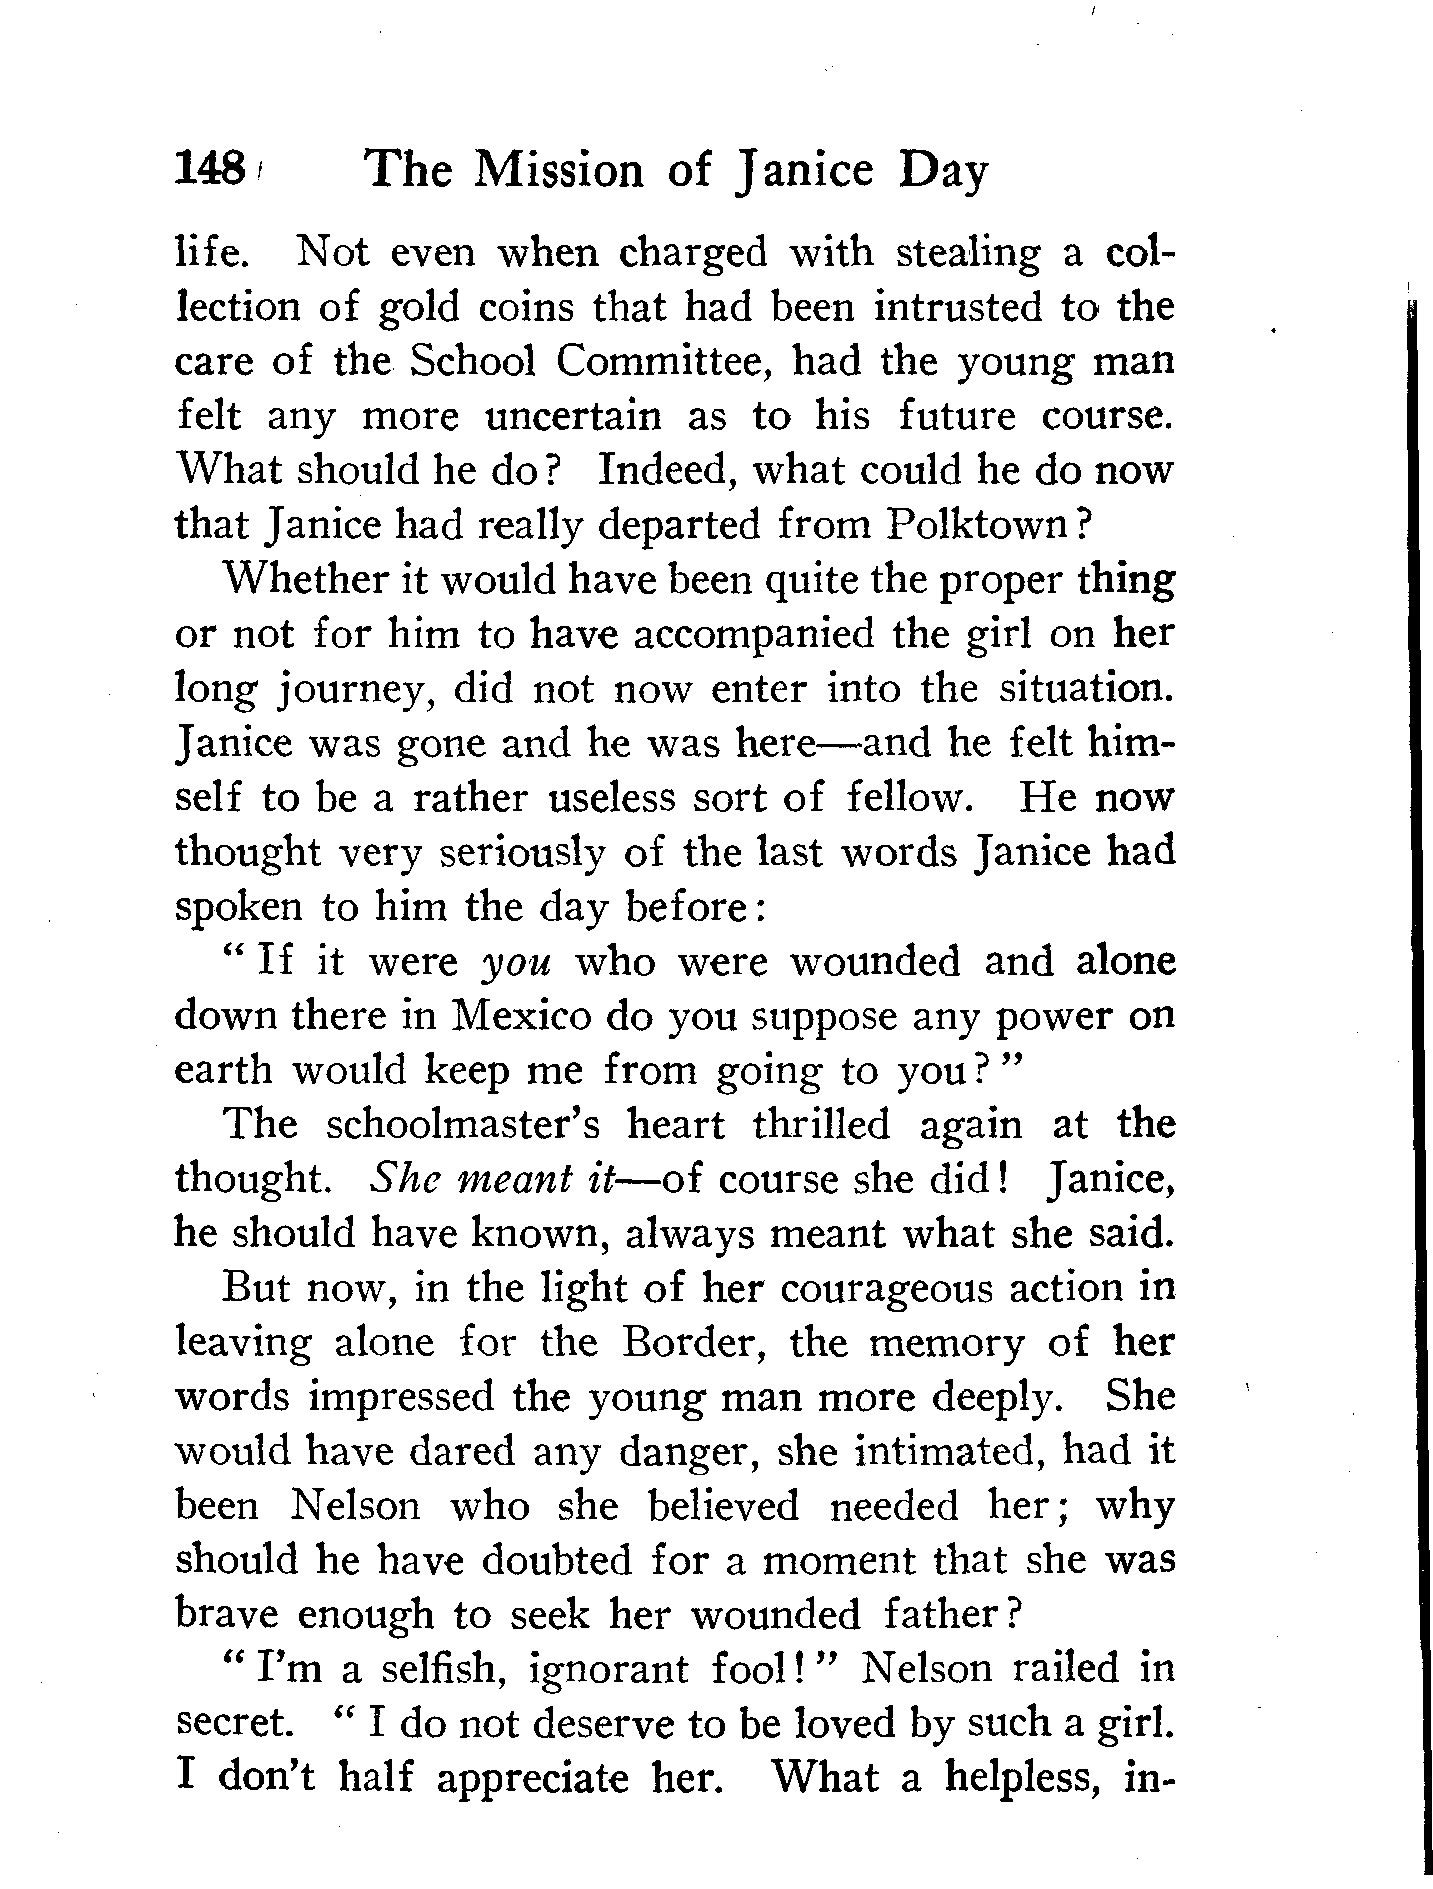 148 The Mission of Janice Day
life. Not even when charged with stealing a col-
lection of gold coins that had been intrusted to the
care of the School Committee, had the young man
felt any more uncertain as to his future course.
What should he do? Indeed, what could he do now
that Janice had really departed from Polktown?
Whether it would have been quite the proper thing
or not for him to have accompanied the girl on her
long journey, did not now enter into the situation.
Janice was gone and he was here—and he felt him-
self to be a rather useless sort of fellow. He now
thought very seriously of the last words Janice had
spoken to him the day before:
“If it were you who were wounded and alone
down there in Mexico do you suppose any power on
earth would keep me from going to you?”
The schoolmaster’s heart thrilled again at the
thought. She meant it—of course she did! Janice,
he should have known, always meant what she said.
But now, in the light of her courageous action in
leaving alone for the Border, the memory of her
words impressed the young man more deeply. She
would have dared any danger, she intimated, had it
been Nelson who she believed needed her; why
should he have doubted for a moment that she was
brave enough to seek her wounded father?
“I’m a selfish, ignorant fool!” Nelson railed in
secret. “I do not deserve to be loved by such a girl.
I don’t half appreciate her. What a helpless, in-